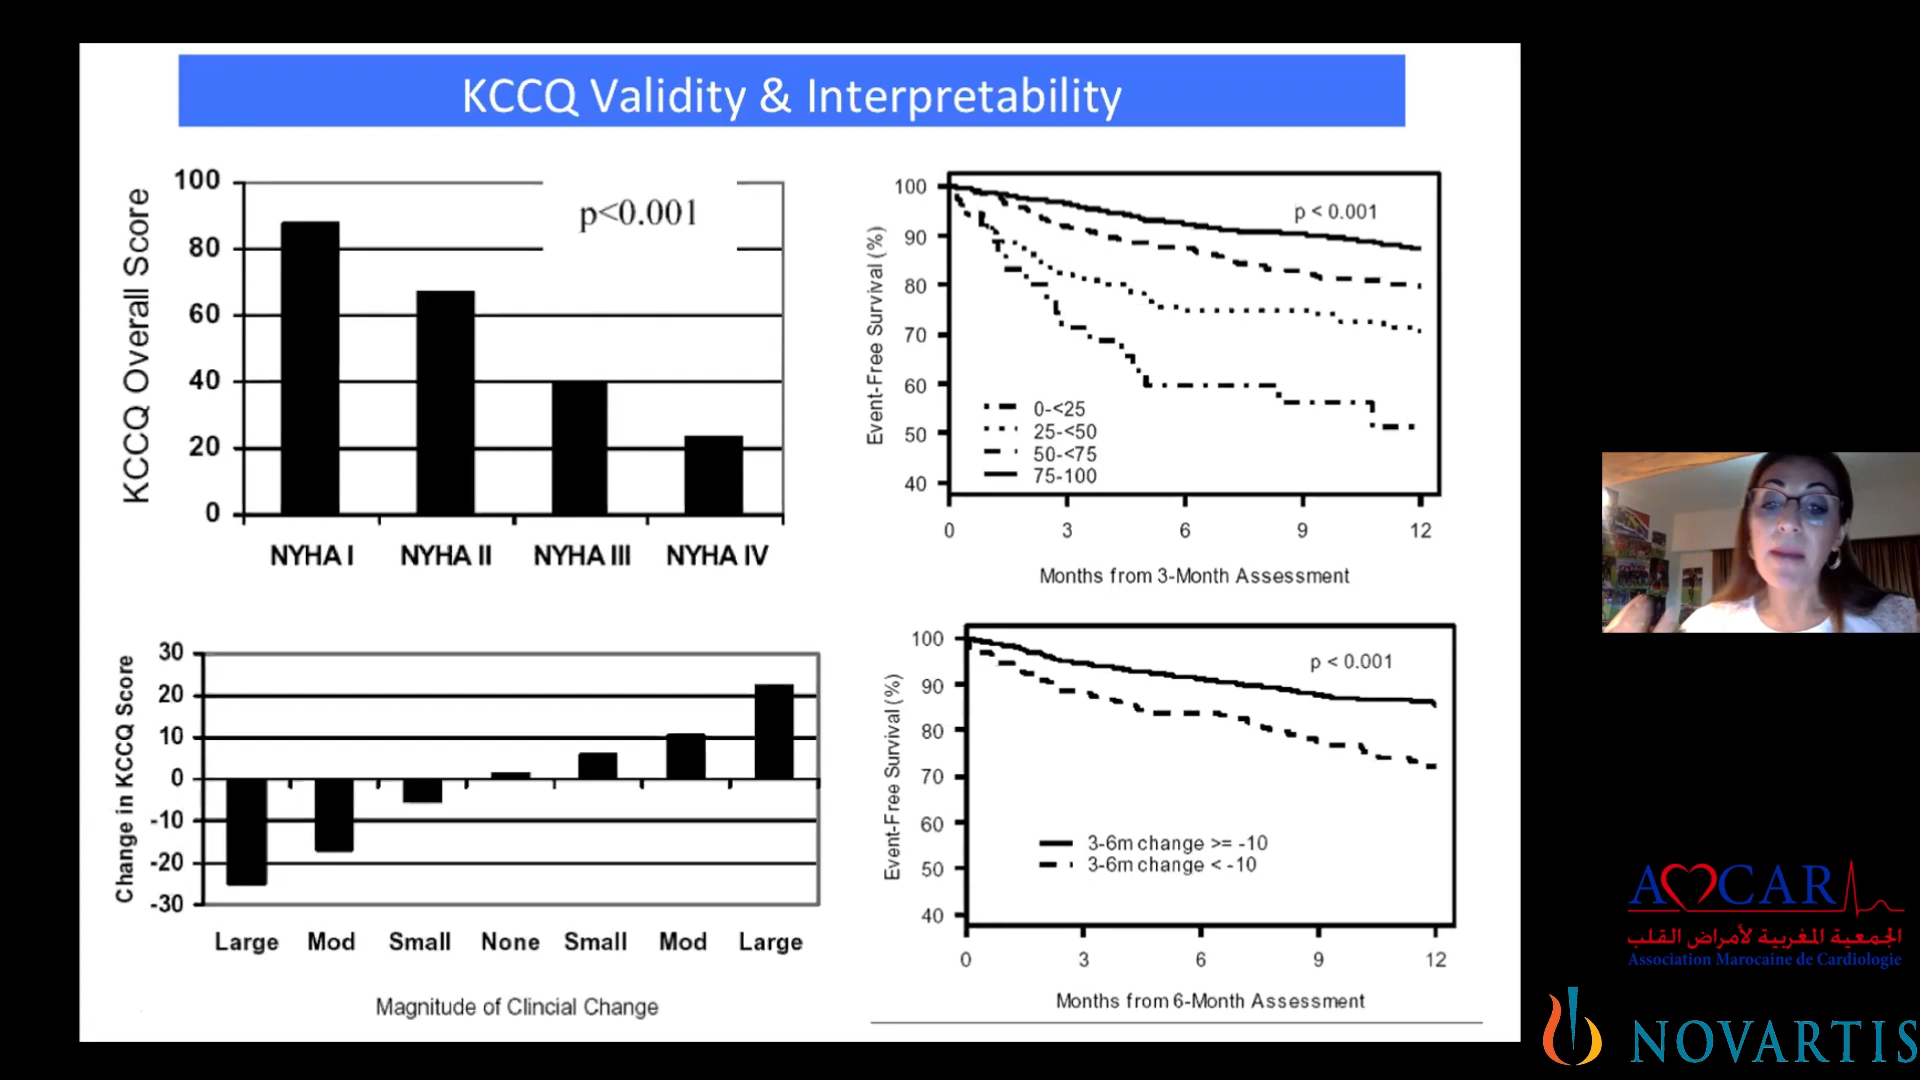 KCCQ Validity & Interpretability
KCCQ Overall Score
100
80
60
40
20
0
p<0.001
NYHA I NYHA II NYHA III NYHA IV
Event-Free Survival (%)
100
90
80
70
60
50
40
p < 0.001
0-<25
25-<50
50-<75
75-100
0 3 6 9 12
Months from 3-Month Assessment
Change in KCCQ Score
30
20
10
0
-10
-20
-30
Large Mod Small None Small Mod Large
Magnitude of Clincial Change
Event-Free Survival (%)
100
90
80
70
60
50
40
p < 0.001
3-6m change >= -10
3-6m change < -10
0 3 6 9 12
Months from 6-Month Assessment
AMCAR
الجمعية المغربية لأمراض القلب
Association Marocaine de Cardiologie
NOVARTIS